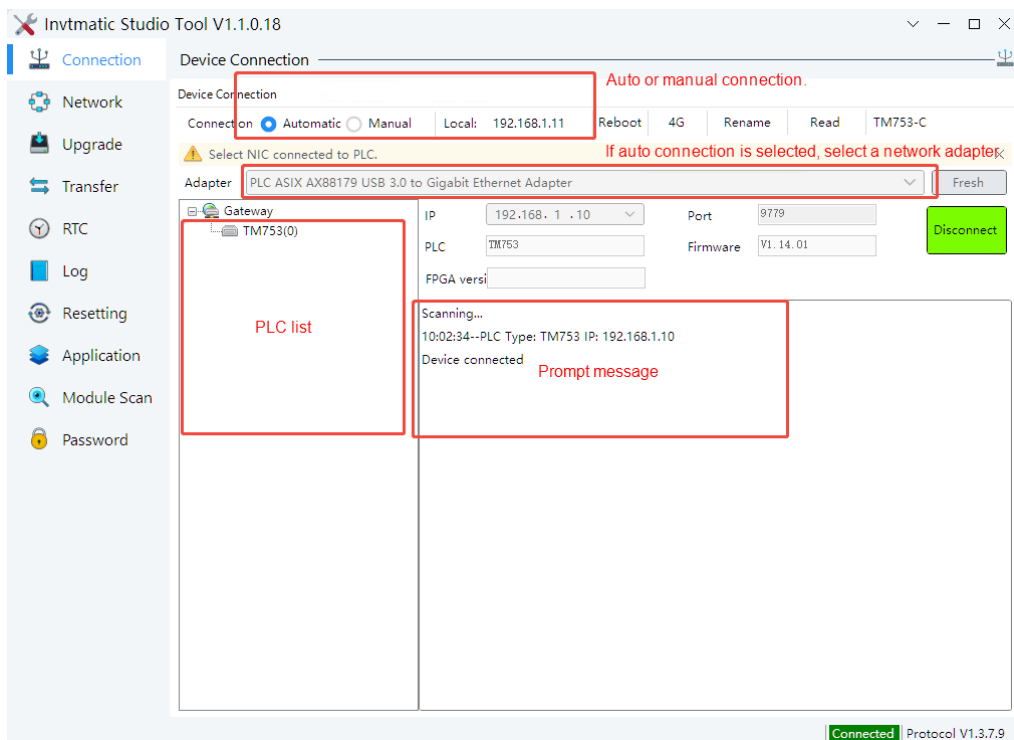 Invtmatic Studio Tool V1.1.0.18
Connection
Network
Upgrade
Transfer
RTC
Log
Resetting
Application
Module Scan
Password
Device Connection
Auto or manual connection.
Device Connection
Connection Automatic Manual Local: 192.168.1.11 Reboot 4G Rename Read TM753-C
Select NIC connected to PLC.
If auto connection is selected, select a network adapter.
Adapter PLC ASIX AX88179 USB 3.0 to Gigabit Ethernet Adapter Fresh
Gateway
TM753(0)
PLC list
IP 192.168. 1 .10 Port 9779
Disconnect
PLC TM753 Firmware V1.14.01
FPGA versi
Scanning...
10:02:34--PLC Type: TM753 IP: 192.168.1.10
Device connected
Prompt message
Connected Protocol V1.3.7.9